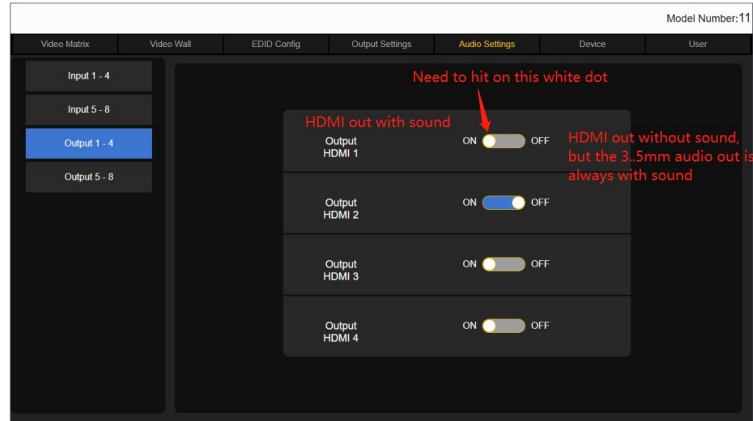 Model Number:11
Video Matrix Video Wall EDID Config Output Settings Audio Settings Device User
Input 1 - 4
Input 5 - 8
Output 1 - 4
Output 5 - 8
Need to hit on this white dot
HDMI out with sound
Output
HDMI 1
ON OFF
HDMI out without sound,
but the 3..5mm audio out is
always with sound
Output
HDMI 2
ON OFF
Output
HDMI 3
ON OFF
Output
HDMI 4
ON OFF